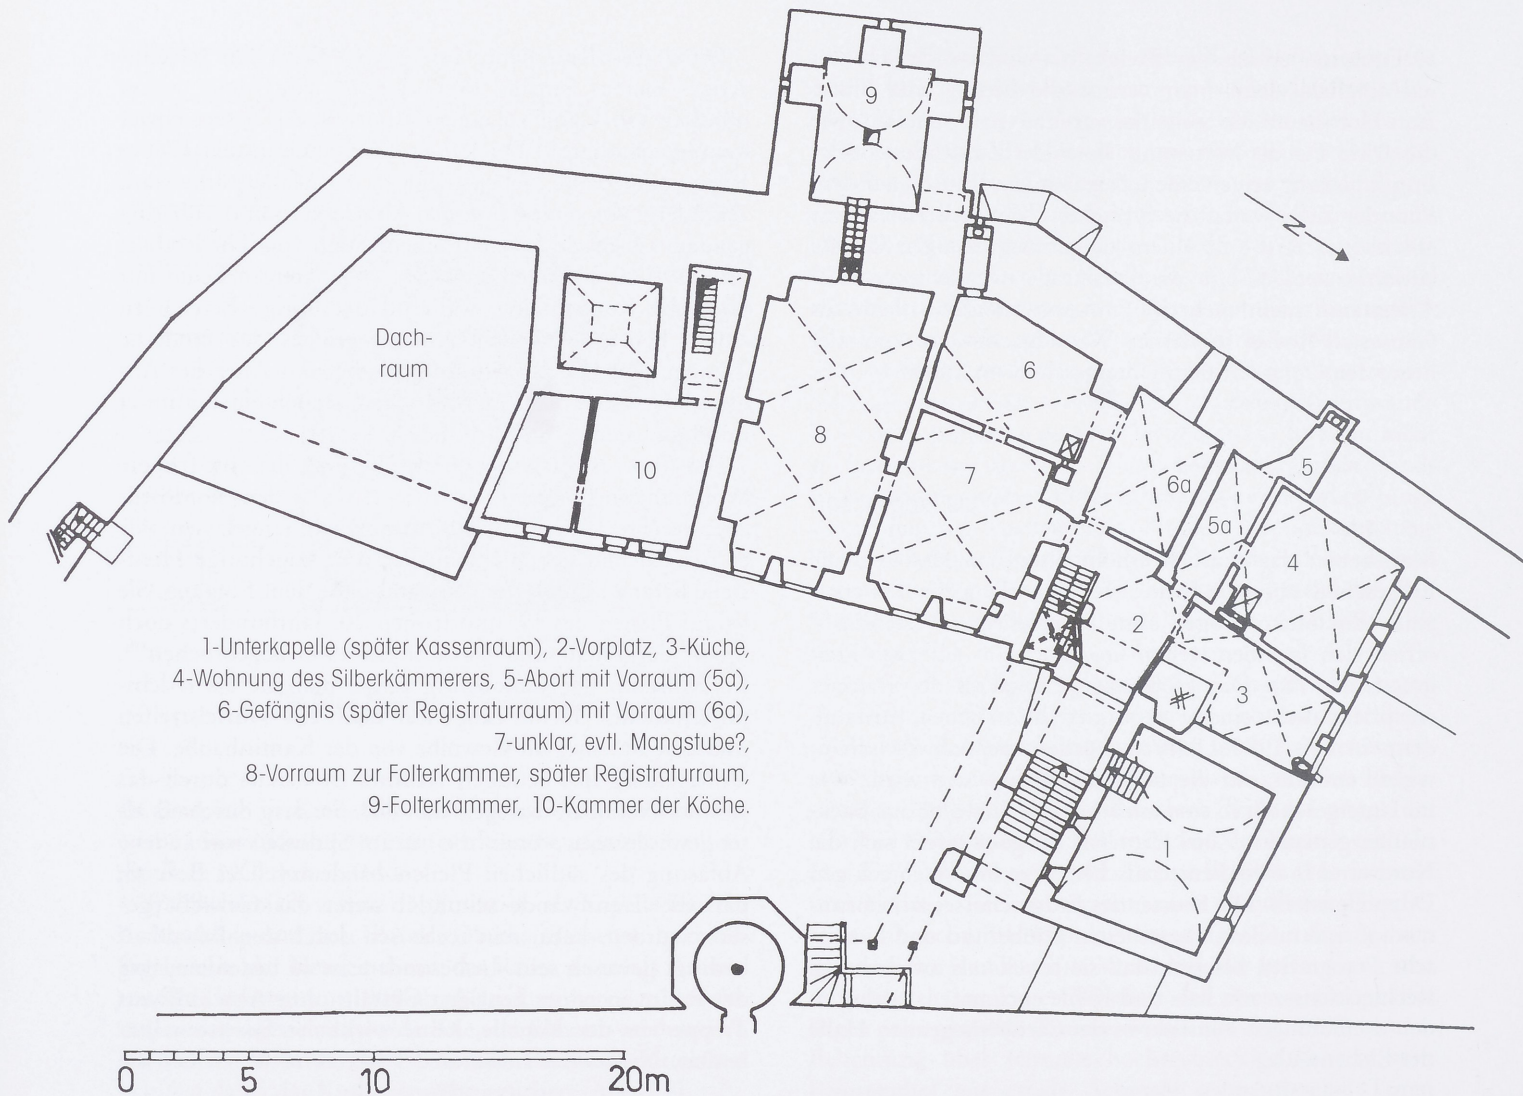 9
N
Dach-
raum
6
8
10
7
6a
5
5a
4
2
3
1
1-Unterkapelle (später Kassenraum), 2-Vorplatz, 3-Küche,
4-Wohnung des Silberkämmerers, 5-Abort mit Vorraum (5a),
6-Gefängnis (später Registraturraum) mit Vorraum (6a),
7-unklar, evtl. Mangstube?,
8-Vorraum zur Folterkammer, später Registraturraum,
9-Folterkammer, 10-Kammer der Köche.
0 5 10 20m